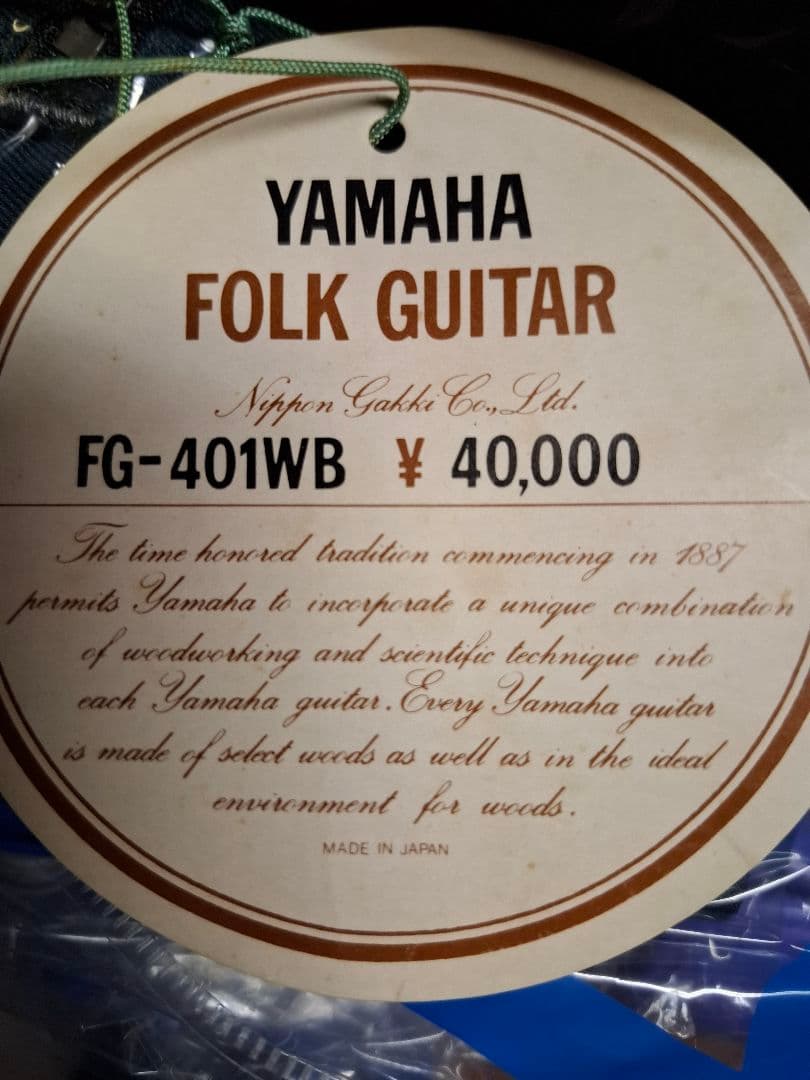 YAMAHA
FOLK GUITAR
Nippon Gakki Co., Ltd.
FG-401WB ¥ 40,000
The time honored tradition commencing in 1887
permits Yamaha to incorporate a unique combination
of woodworking and scientific technique into
each Yamaha guitar. Every Yamaha guitar
is made of select woods as well as in the ideal
environment for woods.
MADE IN JAPAN